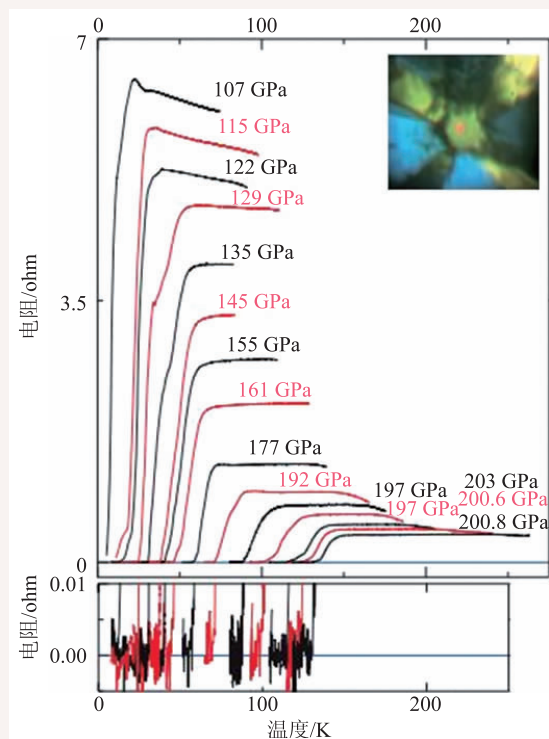 0 100 200
7
107 GPa
115 GPa
122 GPa
129 GPa
135 GPa
3.5
145 GPa
155 GPa
161 GPa
177 GPa
192 GPa
197 GPa
203 GPa
197 GPa
200.6 GPa
200.8 GPa
0
电阻/ohm
0.01
0.00
电阻/ohm
0 100 200
温度/K